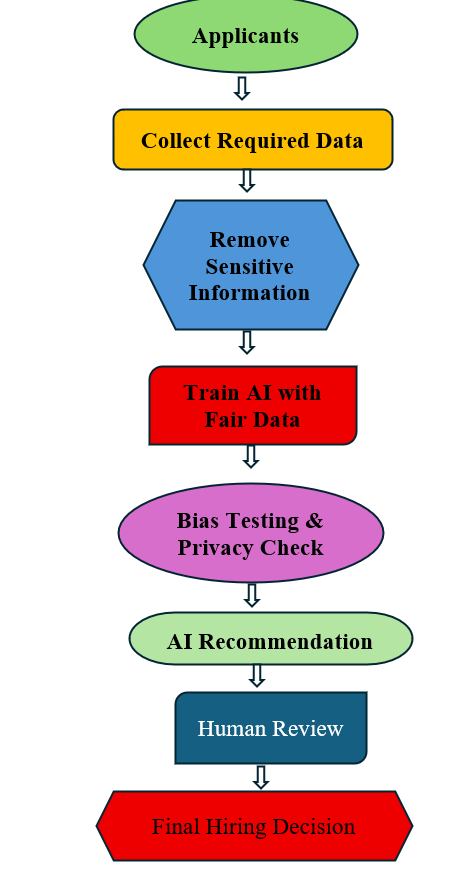 Applicants
Collect Required Data
Remove
Sensitive
Information
Train AI with
Fair Data
Bias Testing &
Privacy Check
AI Recommendation
Human Review
Final Hiring Decision